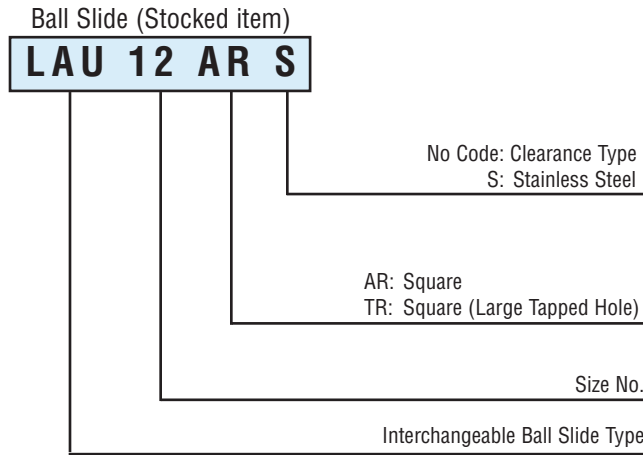 Ball Slide (Stocked item)
LAU 12 AR S
No Code: Clearance Type
S: Stainless Steel
AR: Square
TR: Square (Large Tapped Hole)
Size No.
Interchangeable Ball Slide Type